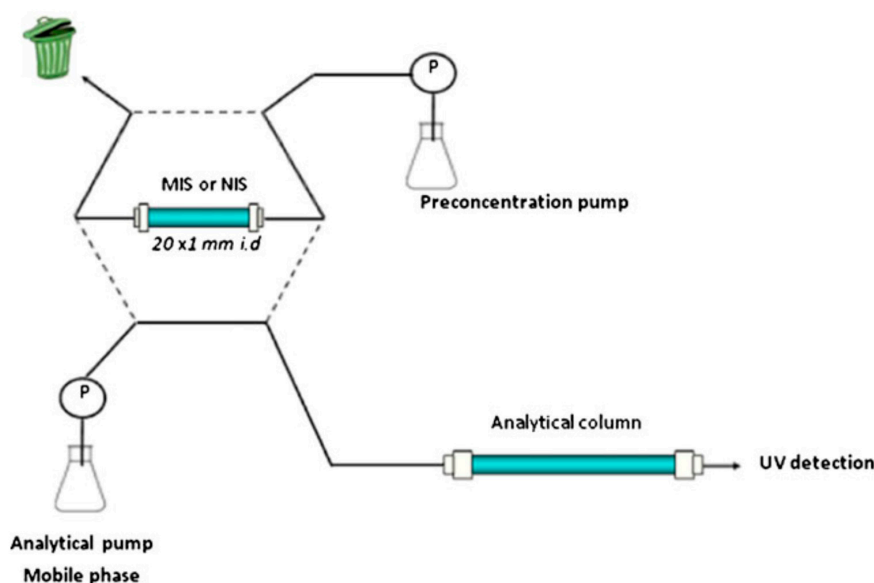 P
MIS or NIS
Preconcentration pump
20 x1 mm i.d
P
Analytical column
UV detection
Analytical pump
Mobile phase